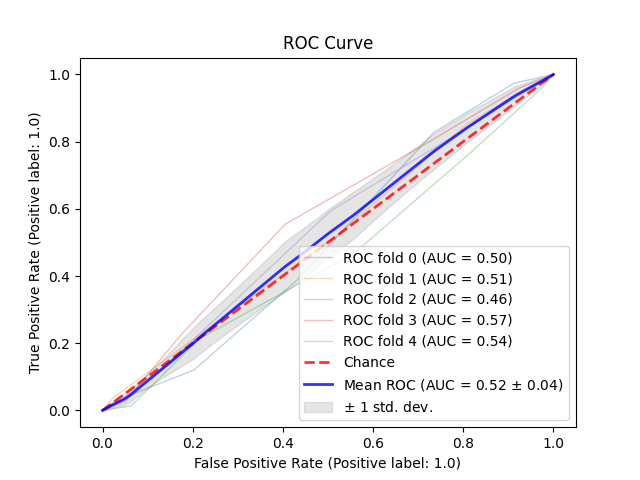 ROC Curve
True Positive Rate (Positive label: 1.0)
1.0
0.8
0.6
0.4
0.2
0.0
ROC fold 0 (AUC = 0.50)
ROC fold 1 (AUC = 0.51)
ROC fold 2 (AUC = 0.46)
ROC fold 3 (AUC = 0.57)
ROC fold 4 (AUC = 0.54)
Chance
Mean ROC (AUC = 0.52 ± 0.04)
± 1 std. dev.
0.0 0.2 0.4 0.6 0.8 1.0
False Positive Rate (Positive label: 1.0)